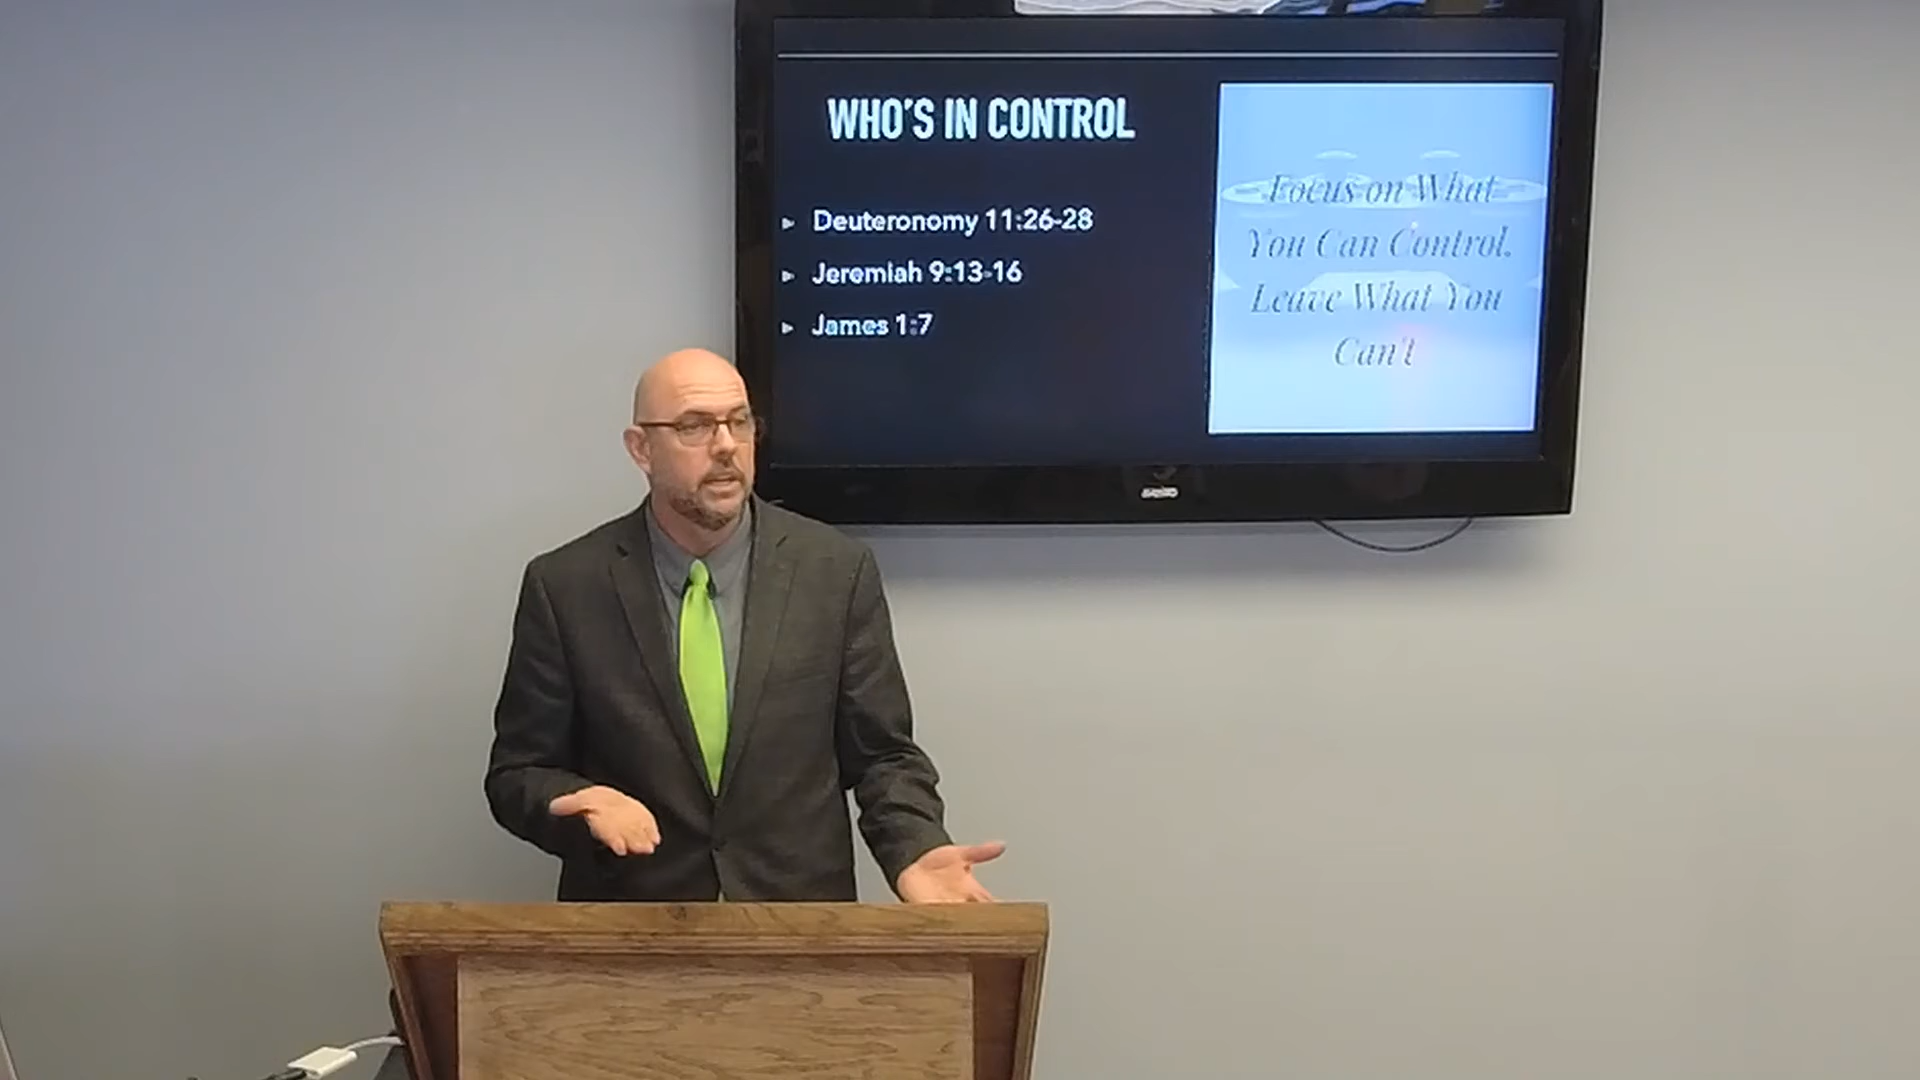 WHO'S IN CONTROL
Deuteronomy 11:26-28
Jeremiah 9:13-16
James 1:7
Focus on What
You Can Control.
Leave What You
Can't
SANYO